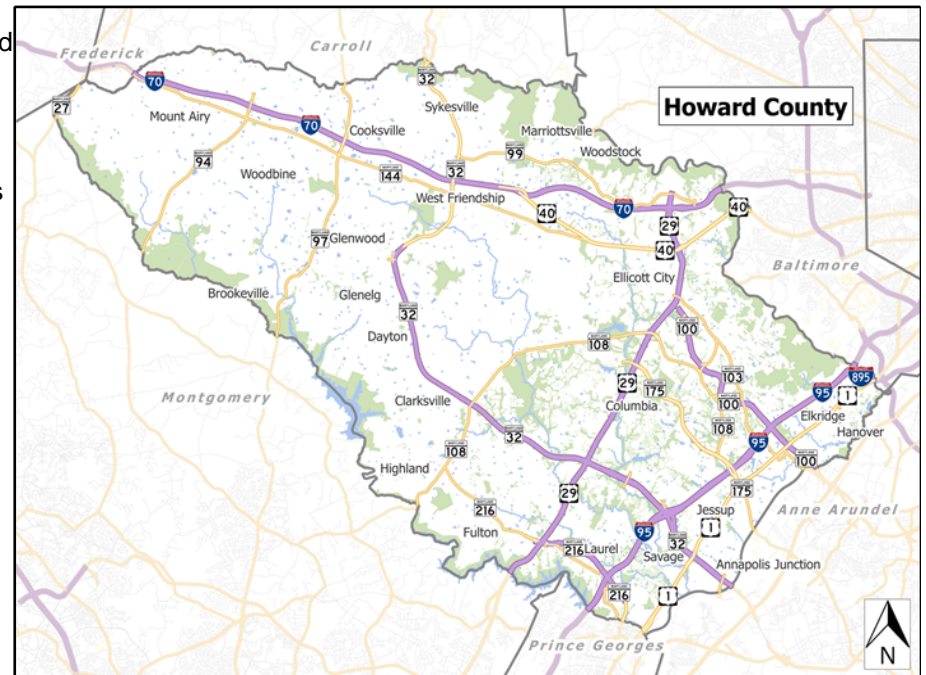 d
s
Frederick
Carroll
Howard County
MARYLAND 32
70
27
Sykesville
Mount Airy
70
Cooksville
Marriottsville
99
Woodstock
94
Woodbine
144
32
West Friendship
40
70
40
29
97
Glenwood
40
Baltimore
Ellicott City
Brookeville
Glenelg
32
100
Dayton
108
Montgomery
29
175
103
95
895
Clarksville
Columbia
100
1
Elkridge
108
Hanover
32
95
108
100
Highland
29
175
216
Jessup
Anne Arundel
Fulton
95
1
216
Laurel
32
Savage
Annapolis Junction
216
1
Prince Georges
N